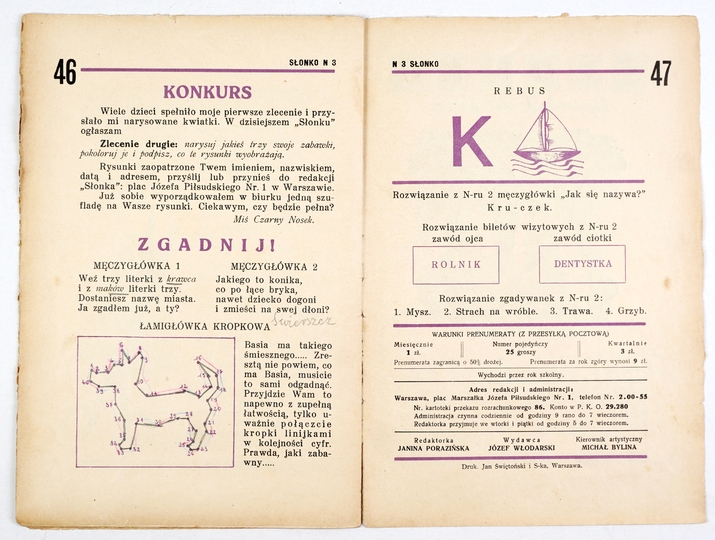 46
SŁONKO N 3
KONKURS
Wiele dzieci spełniło moje pierwsze zlecenie i przy-
słało mi narysowane kwiatki. W dzisiejszem „Słonku”
ogłaszam
Zlecenie drugie: narysuj jakieś trzy swoje zabawki,
pokoloruj je i podpisz, co te rysunki wyobrażają.
Rysunki zaopatrzone Twem imieniem, nazwiskiem,
datą i adresem, przyślij lub przynieś do redakcji
„Słonka”: plac Józefa Piłsudskiego Nr. 1 w Warszawie.
Już sobie wyporządkowałem w biurku jedną szu-
fladę na Wasze rysunki. Ciekawym, czy będzie pełna?
Miś Czarny Nosek.
ZGADNIJ!
MĘCZYGŁÓWKA 1
Weź trzy literki z krawca
i z maków literki trzy.
Dostaniesz nazwę miasta.
Ja zgadłem już, a ty?
MĘCZYGŁÓWKA 2
Jakiego to konika,
co po łące bryka,
nawet dziecko dogoni
i zmieści na swej dłoni?
świerszcz
ŁAMIGŁÓWKA KROPKOWA
Basia ma takiego
śmiesznego..... Zre-
sztą nie powiem, co
ma Basia, musicie
to sami odgadnąć.
Przyjdzie Wam to
napewno z zupełną
łatwością, tylko u-
ważnie połączcie
kropki linijkami
w kolejności cyfr.
Prawda, jaki zaba-
wny.....
N 3 SŁONKO
47
REBUS
K
Rozwiązanie z N-ru 2 męczygłówki „Jak się nazywa?”
Kru-czek.
Rozwiązanie biletów wizytowych z N-ru 2
zawód ojca zawód ciotki
ROLNIK DENTYSTKA
Rozwiązanie zgadywanek z N-ru 2:
1. Mysz. 2. Strach na wróble. 3. Trawa. 4. Grzyb.
WARUNKI PRENUMERATY (Z PRZESYŁKĄ POCZTOWĄ)
Miesięcznie Numer pojedyńczy Kwartalnie
1 zł. 25 groszy 3 zł.
Prenumerata zagranicą o 50% drożej. Prenumerata za rok zgóry wynosi 9 zł.
Wychodzi przez rok szkolny.
Adres redakcji i administracji:
Warszawa, plac Marszałka Józefa Piłsudskiego Nr. 1, telefon Nr. 2.00-55
Nr. kartoteki przekazu rozrachunkowego 86. Konto w P. K. O. 29.280
Administracja czynna codziennie od godziny 9 rano do 7 wieczorem.
Redaktorka przyjmuje we wtorki i piątki od godziny 5 do 7 wieczorem.
Redaktorka Wydawca Kierownik artystyczny
JANINA PORAZIŃSKA JÓZEF WŁODARSKI MICHAŁ BYLINA
Druk. Jan Świętoński i S-ka, Warszawa.